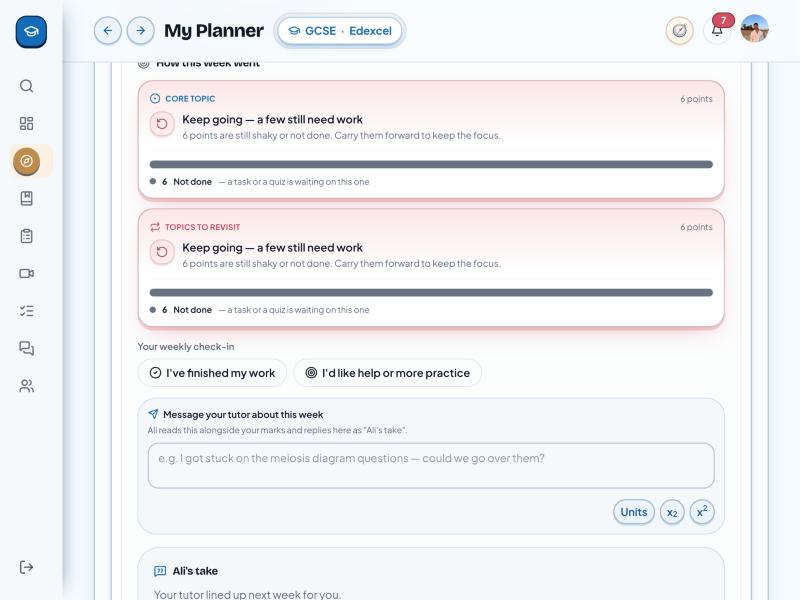 My Planner
GCSE · Edexcel
7
How this week went
CORE TOPIC
6 points
Keep going — a few still need work
6 points are still shaky or not done. Carry them forward to keep the focus.
6 Not done — a task or a quiz is waiting on this one
TOPICS TO REVISIT
6 points
Keep going — a few still need work
6 points are still shaky or not done. Carry them forward to keep the focus.
6 Not done — a task or a quiz is waiting on this one
Your weekly check-in
I've finished my work
I'd like help or more practice
Message your tutor about this week
Ali reads this alongside your marks and replies here as "Ali's take".
e.g. I got stuck on the meiosis diagram questions — could we go over them?
Units
x₂
x²
Ali's take
Your tutor lined up next week for you.